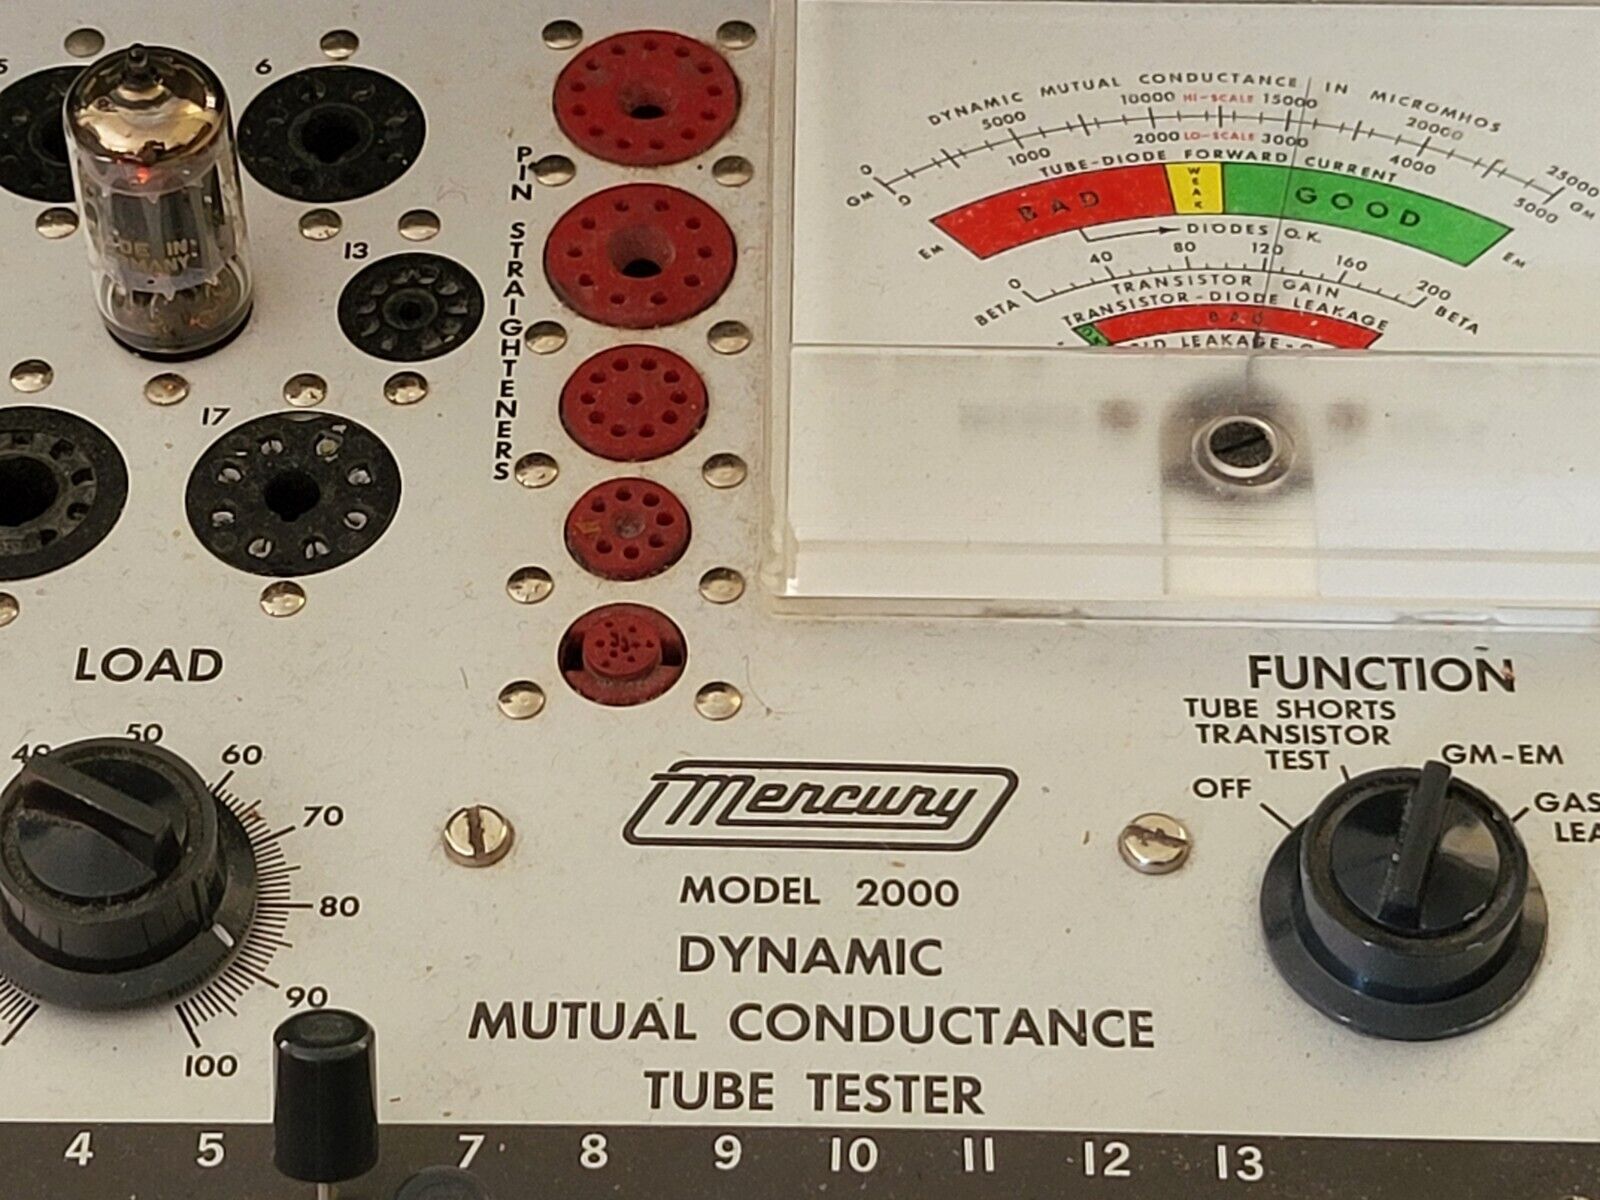 5
6
13
17
PIN STRAIGHTENERS
DYNAMIC MUTUAL CONDUCTANCE IN MICROMHOS
0 5000 10000 HI-SCALE 15000 20000 25000
GM 0 1000 2000 LO-SCALE 3000 4000 5000 GM
TUBE-DIODE FORWARD CURRENT
BAD WEAK GOOD
EM DIODES O.K. EM
0 40 80 120 160 200
BETA TRANSISTOR GAIN BETA
TRANSISTOR-DIODE LEAKAGE
BAD
LEAKAGE
MADE IN
LOAD
40 50 60 70 80 90 100
FUNCTION
TUBE SHORTS
TRANSISTOR
TEST
OFF
GM-EM
GAS
Mercury
MODEL 2000
DYNAMIC
MUTUAL CONDUCTANCE
TUBE TESTER
4 5 7 8 9 10 11 12 13